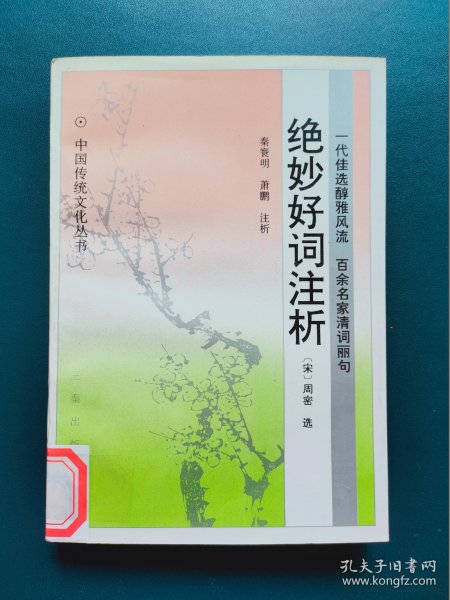 一代佳选醇雅风流 百余名家清词丽句
绝妙好词注析
〔宋〕周密 选
秦寰明 萧鹏 注析
⊙中国传统文化丛书
三秦出版
孔夫子旧书网
www.kongfz.com